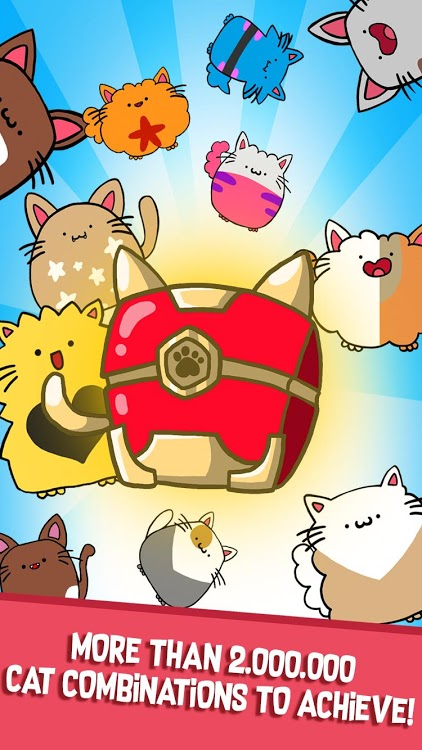 MORE THAN 2.000.000
CAT COMBINATIONS TO ACHIEVE!